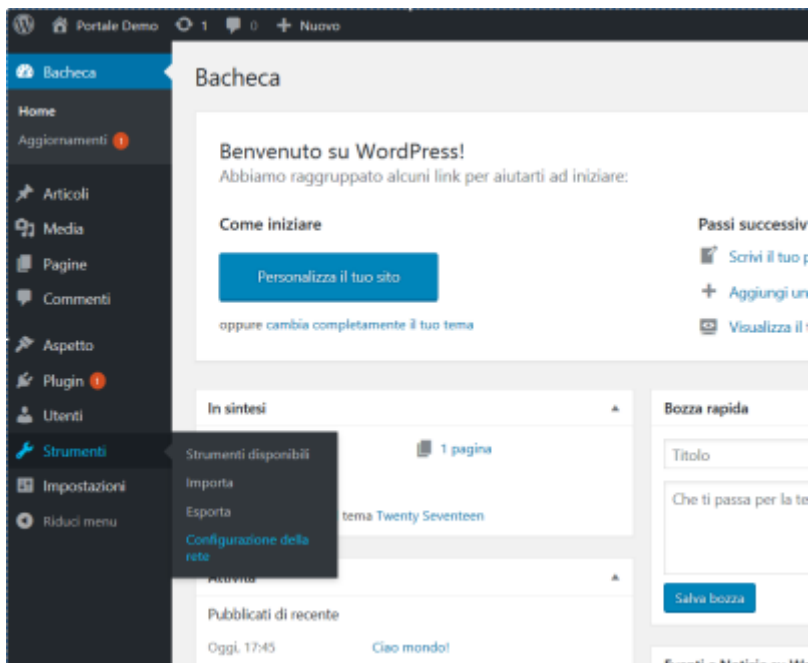 Portale Demo 1 0 + Nuovo
Bacheca
Home
Aggiornamenti 1
Articoli
Media
Pagine
Commenti
Aspetto
Plugin 1
Utenti
Strumenti
Impostazioni
Riduci menu
Strumenti disponibili
Importa
Esporta
Configurazione della
rete
Bacheca
Benvenuto su WordPress!
Abbiamo raggruppato alcuni link per aiutarti ad iniziare:
Come iniziare
Personalizza il tuo sito
oppure cambia completamente il tuo tema
Passi successiv
Scrivi il tuo p
Aggiungi un
Visualizza il
In sintesi
1 pagina
tema Twenty Seventeen
Attività
Pubblicati di recente
Oggi, 17:45 Ciao mondo!
Bozza rapida
Titolo
Che ti passa per la te
Salva bozza